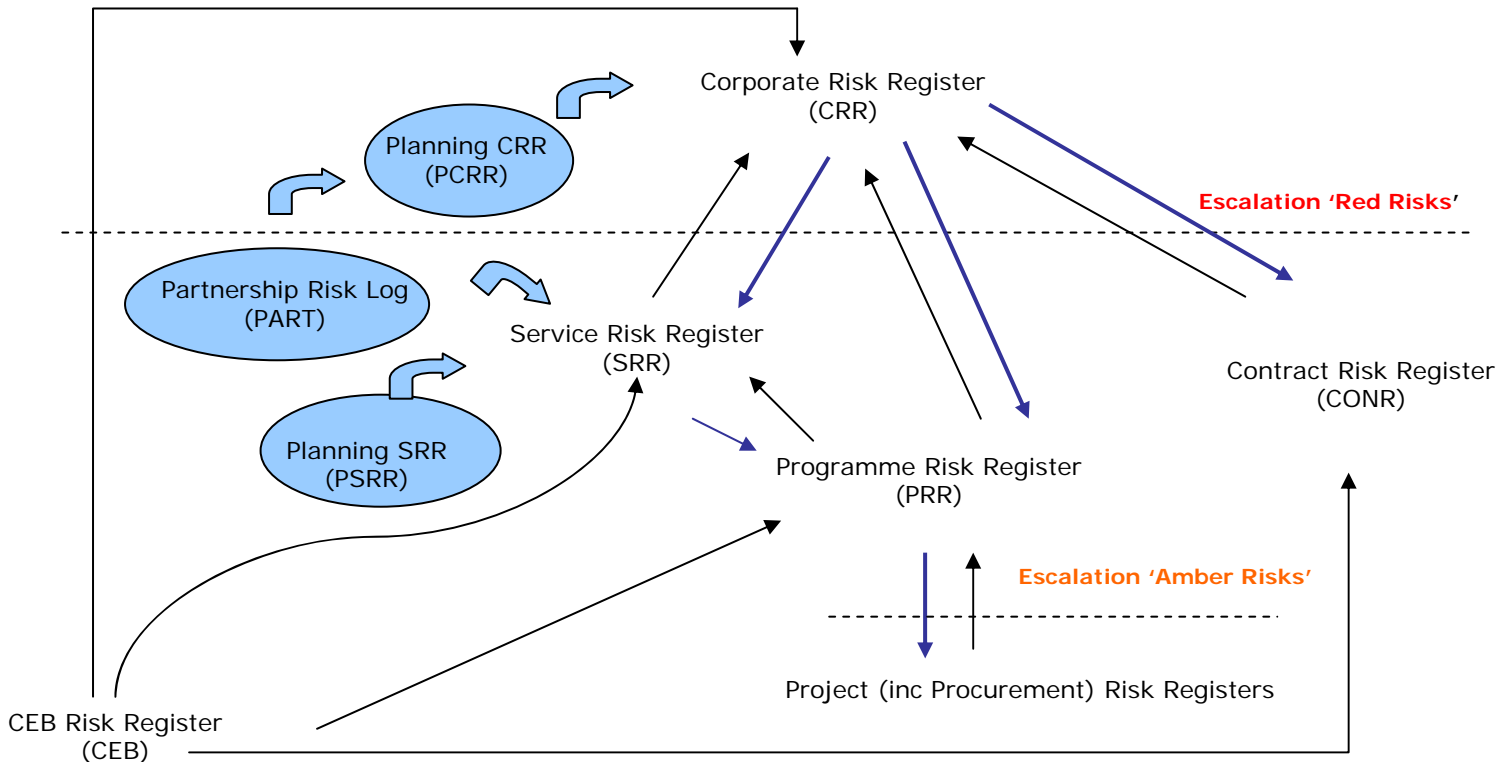 Corporate Risk Register
(CRR)
Planning CRR
(PCRR)
Escalation ‘Red Risks’
Partnership Risk Log
(PART)
Service Risk Register
(SRR)
Contract Risk Register
(CONR)
Planning SRR
(PSRR)
Programme Risk Register
(PRR)
Escalation ‘Amber Risks’
Project (inc Procurement) Risk Registers
CEB Risk Register
(CEB)